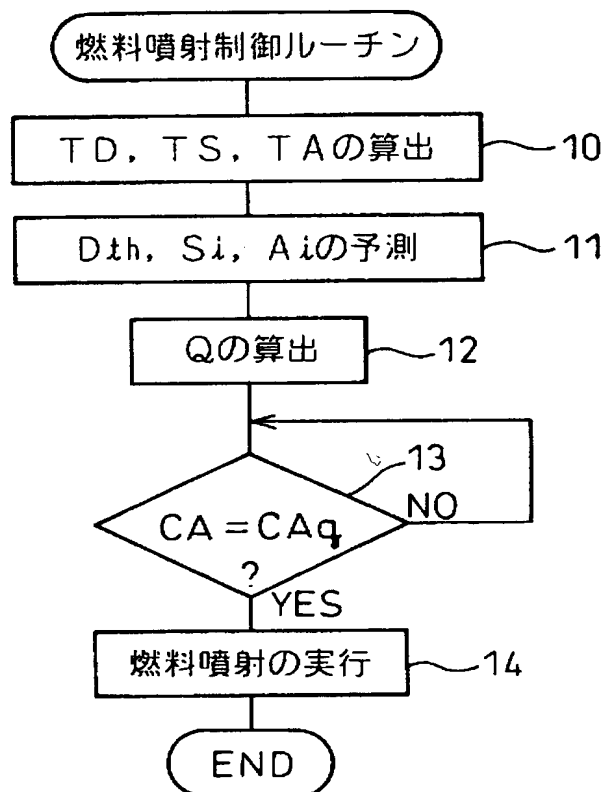 燃料噴射制御ルーチン
TD, TS, TAの算出 10
Dth, Si, Aiの予測 11
Qの算出 12
13
CA=CAq NO
?
YES
燃料噴射の実行 14
END